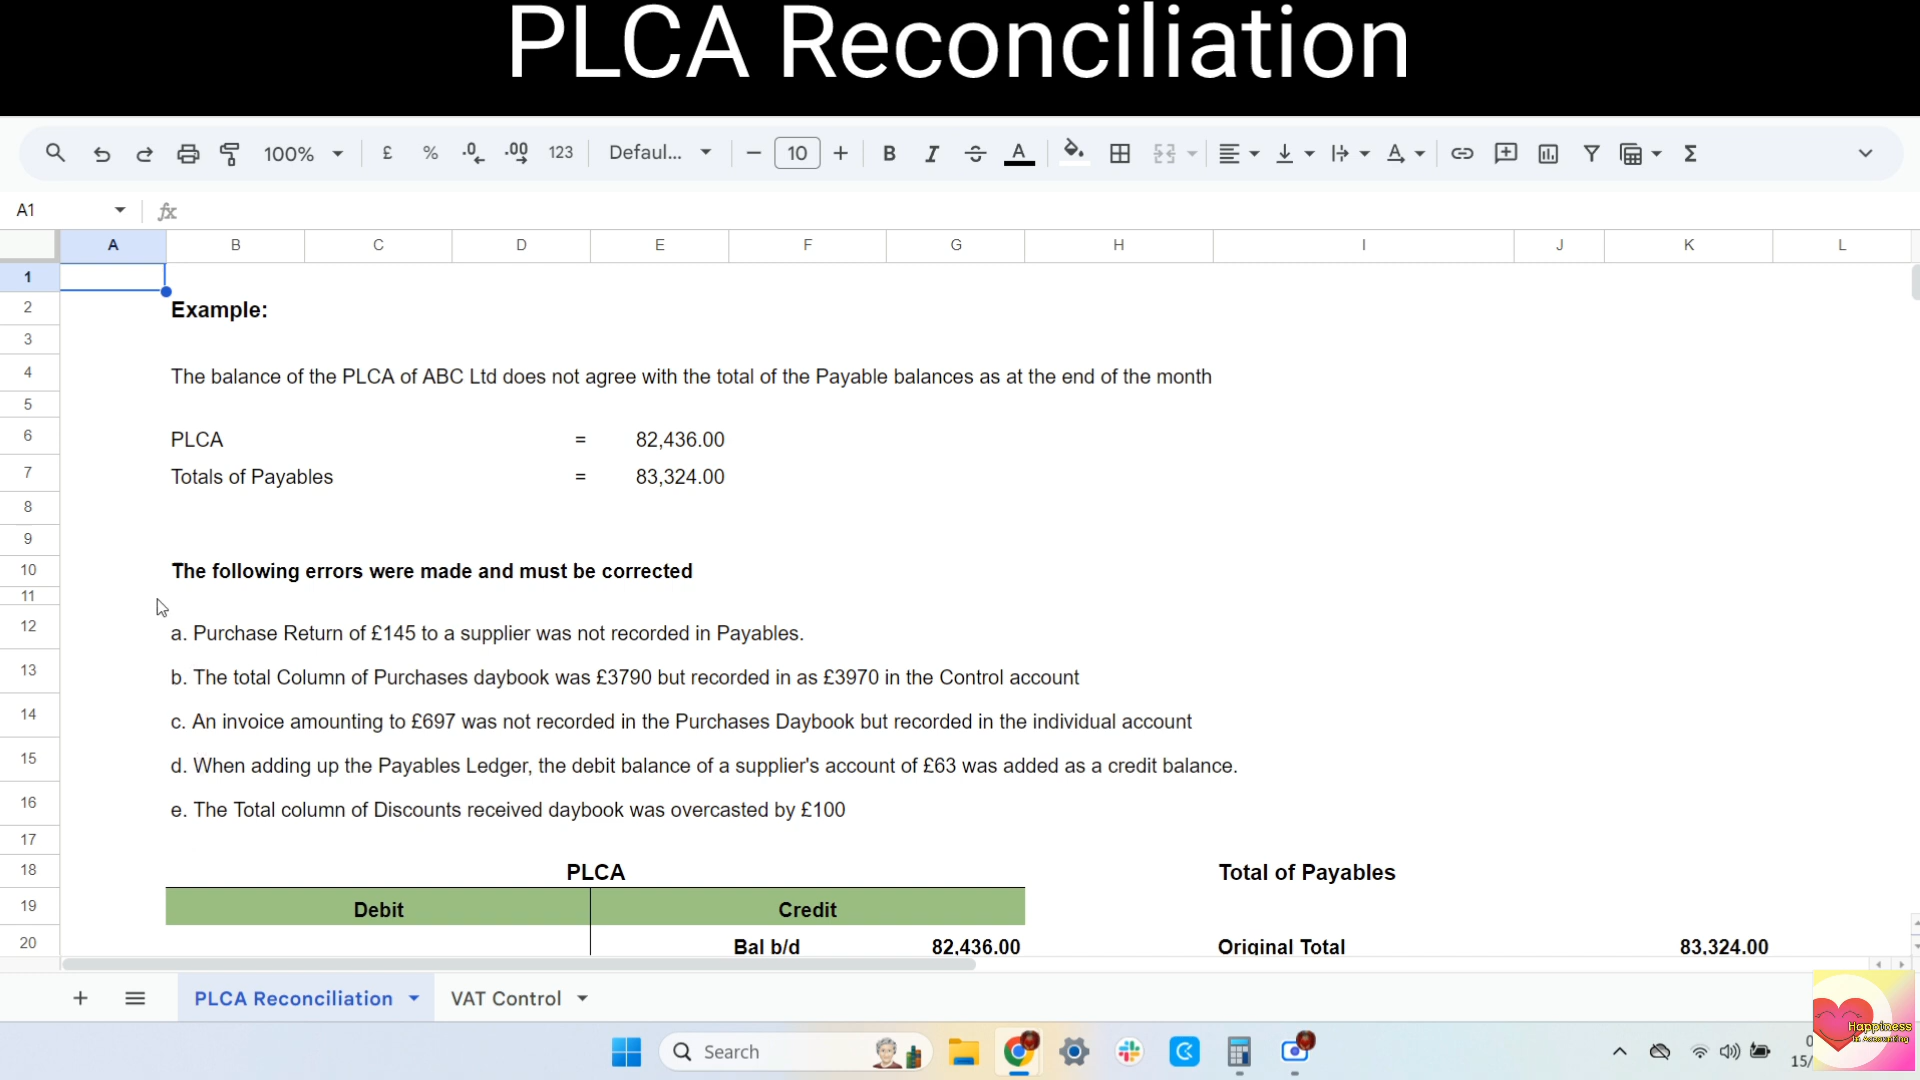 PLCA Reconciliation
100% £ % .0 .00 123 Defaul... − 10 + B I A A Σ
A1 fx
A B C D E F G H I J K L
1
2 Example:
3
4 The balance of the PLCA of ABC Ltd does not agree with the total of the Payable balances as at the end of the month
5
6 PLCA = 82,436.00
7 Totals of Payables = 83,324.00
8
9
10 The following errors were made and must be corrected
11
12 a. Purchase Return of £145 to a supplier was not recorded in Payables.
13 b. The total Column of Purchases daybook was £3790 but recorded in as £3970 in the Control account
14 c. An invoice amounting to £697 was not recorded in the Purchases Daybook but recorded in the individual account
15 d. When adding up the Payables Ledger, the debit balance of a supplier's account of £63 was added as a credit balance.
16 e. The Total column of Discounts received daybook was overcasted by £100
17
18 PLCA Total of Payables
19 Debit Credit
20 Bal b/d 82,436.00 Original Total 83,324.00
+ PLCA Reconciliation VAT Control
Search
Happiness
in Accounting
15/